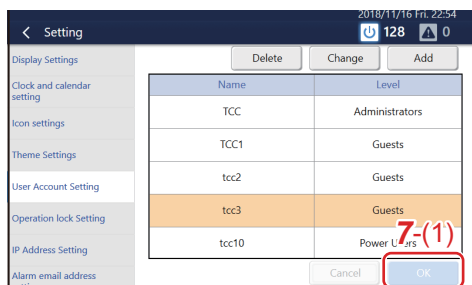 2018/11/16 Fri. 22:54
Setting
128
0
Display Settings
Clock and calendar
setting
Icon settings
Theme Settings
User Account Setting
Operation lock Setting
IP Address Setting
Alarm email address
Delete
Change
Add
Name
Level
TCC
Administrators
TCC1
Guests
tcc2
Guests
tcc3
Guests
tcc10
Power Users
7-(1)
Cancel
OK